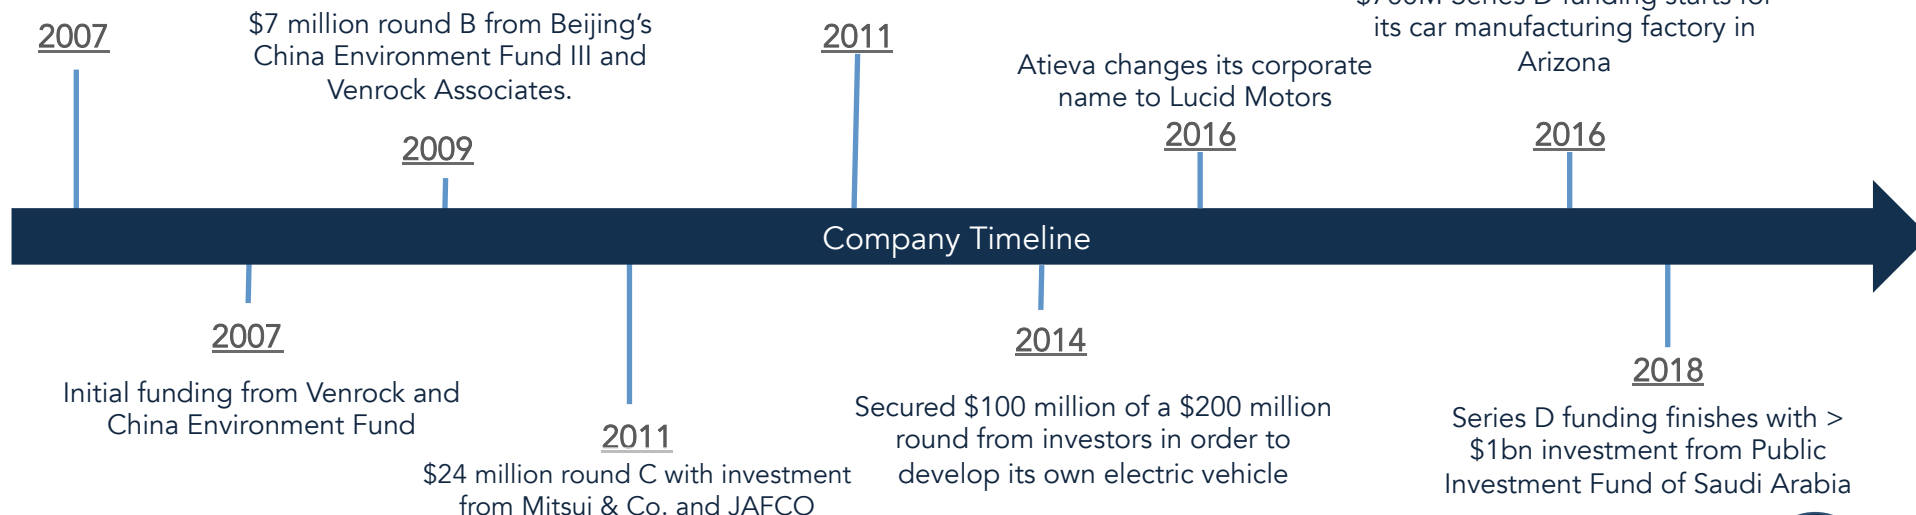 2007
$7 million round B from Beijing's
China Environment Fund III and
Venrock Associates.
2009
2011
Atieva changes its corporate
name to Lucid Motors
2016
Series D funding starts for
its car manufacturing factory in
Arizona
2016
Company Timeline
2007
Initial funding from Venrock and
China Environment Fund
2011
$24 million round C with investment
from Mitsui & Co. and JAFCO
2014
Secured $100 million of a $200 million
round from investors in order to
develop its own electric vehicle
2018
Series D funding finishes with >
$1bn investment from Public
Investment Fund of Saudi Arabia